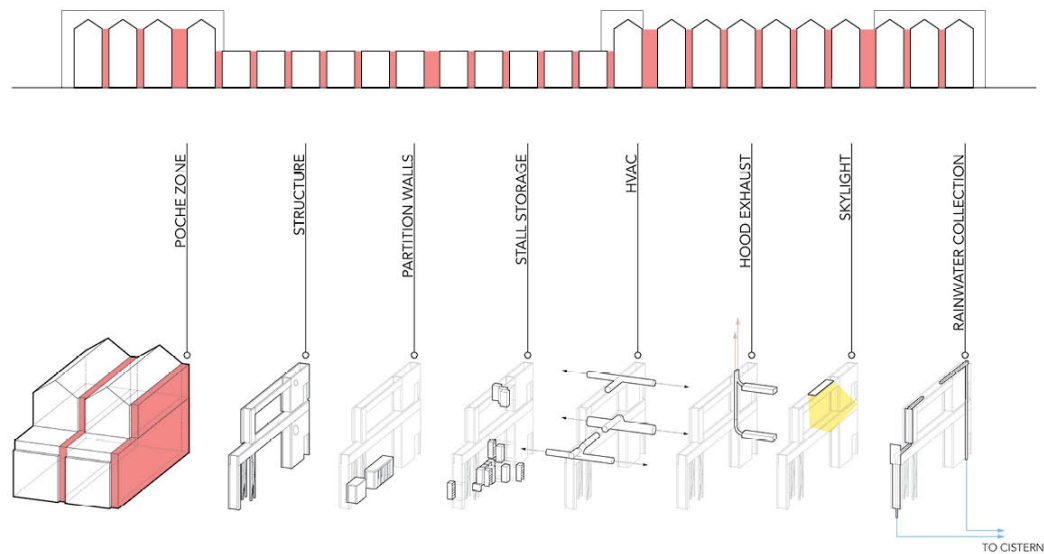 POCHE ZONE
STRUCTURE
PARTITION WALLS
STALL STORAGE
HVAC
HOOD EXHAUST
SKYLIGHT
RAINWATER COLLECTION
TO CISTERN